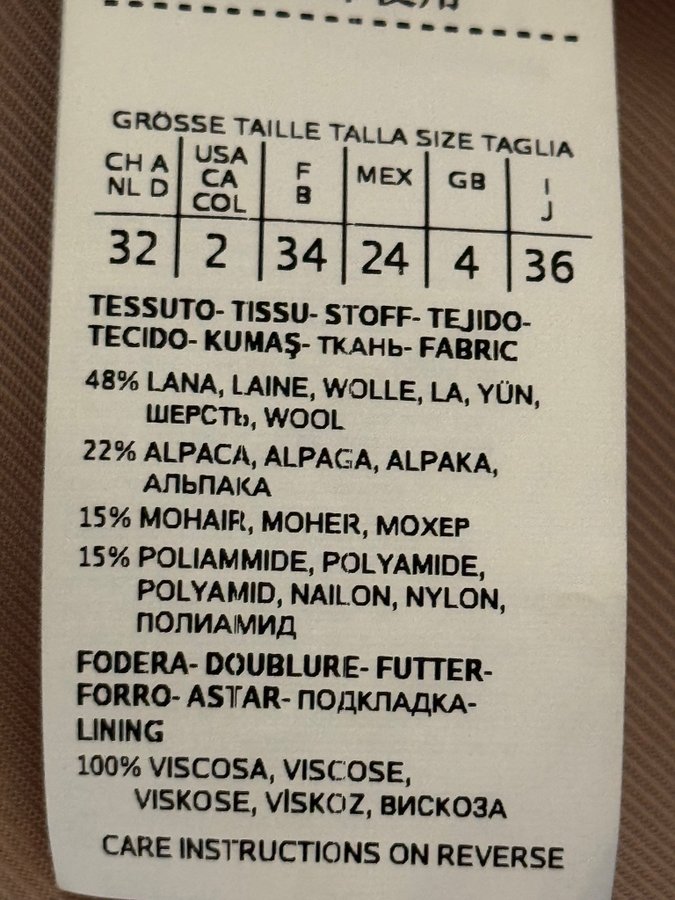 GRÖSSE TAILLE TALLA SIZE TAGLIA
CH A NL D | USA CA COL | F B | MEX | GB | I J
32 | 2 | 34 | 24 | 4 | 36
TESSUTO- TISSU- STOFF- TEJIDO-
TECIDO- KUMAŞ- ТКАНЬ- FABRIC
48% LANA, LAINE, WOLLE, LA, YÜN,
ШЕРСТЬ, WOOL
22% ALPACA, ALPAGA, ALPAKA,
АЛЬПАКА
15% MOHAIR, MOHER, МОХЕР
15% POLIAMMIDE, POLYAMIDE,
POLYAMID, NAILON, NYLON,
ПОЛИАМИД
FODERA- DOUBLURE- FUTTER-
FORRO- ASTAR- ПОДКЛАДКА-
LINING
100% VISCOSA, VISCOSE,
VISKOSE, VİSKOZ, ВИСКОЗА
CARE INSTRUCTIONS ON REVERSE